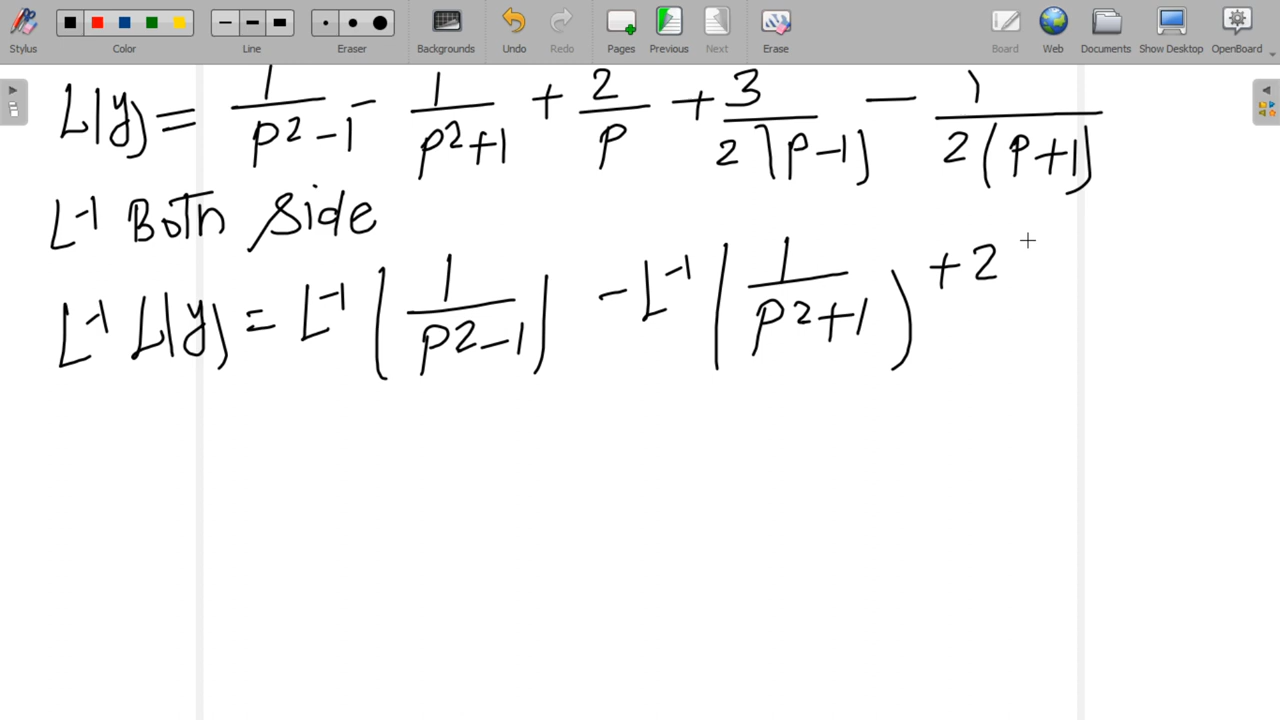 Stylus Color Line Eraser Backgrounds Undo Redo Pages Previous Next Erase Board Web Documents Show Desktop OpenBoard
L(y) = 1/(p²-1) - 1/(p²+1) + 2/p + 3/2(p-1) - 1/2(p+1)
L⁻¹ Both side
L⁻¹ L(y) = L⁻¹(1/(p²-1)) - L⁻¹(1/(p²+1)) + 2